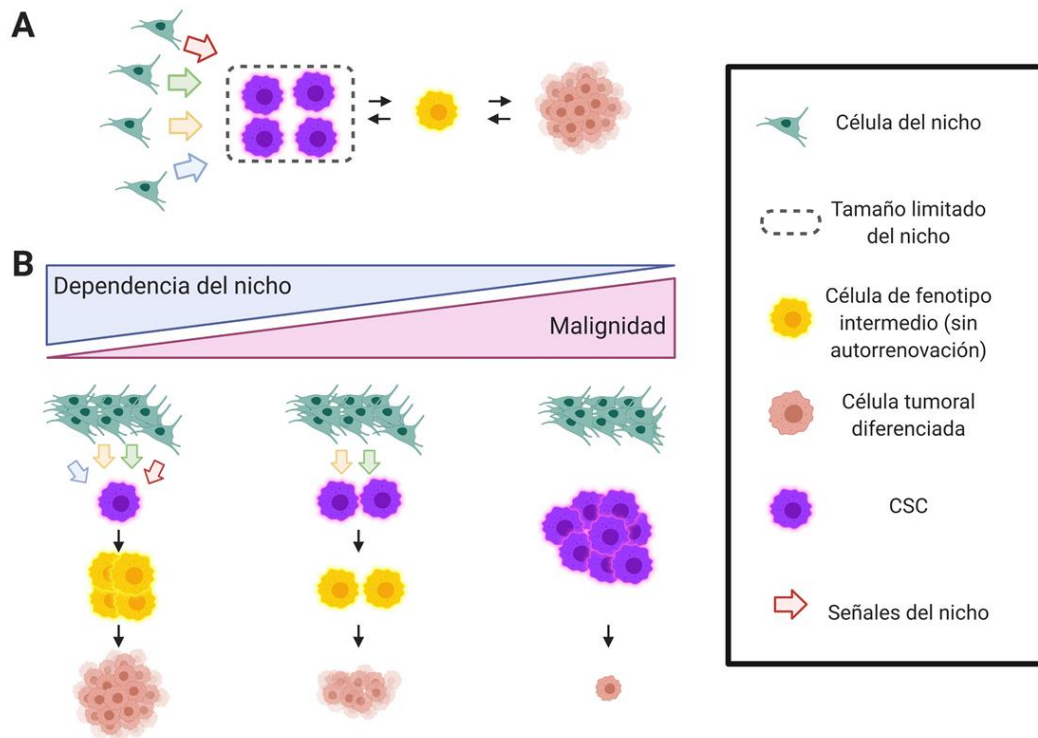 A
B
Dependencia del nicho
Malignidad
Célula del nicho
Tamaño limitado
del nicho
Célula de fenotipo
intermedio (sin
autorrenovación)
Célula tumoral
diferenciada
CSC
Señales del nicho